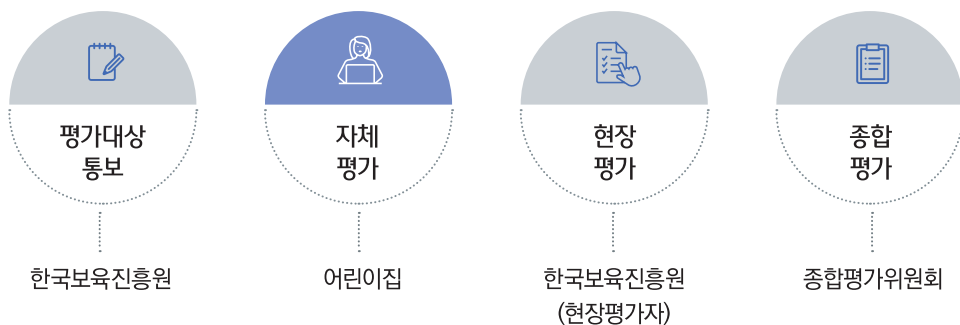 평가대상
통보
한국보육진흥원
자체
평가
어린이집
현장
평가
한국보육진흥원
(현장평가자)
종합
평가
종합평가위원회